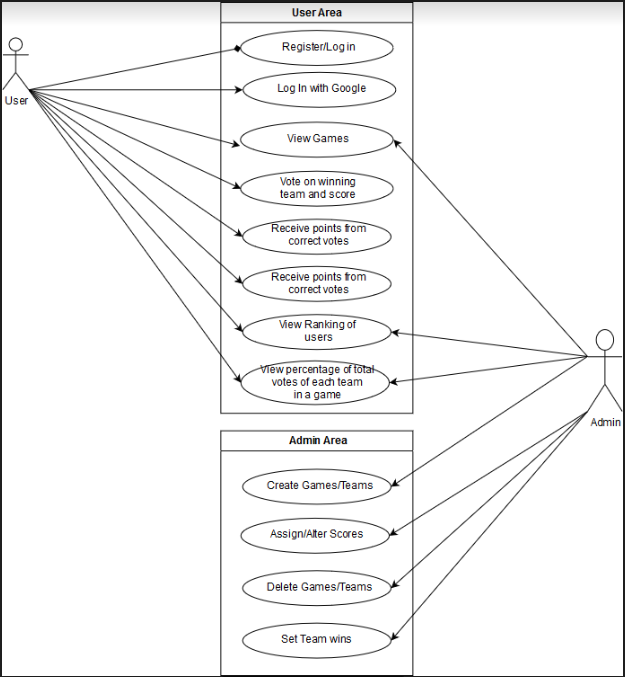 User Area
Register/Log in
User
Log In with Google
View Games
Vote on winning
team and score
Receive points from
correct votes
Receive points from
correct votes
View Ranking of
users
View percentage of total
votes of each team
in a game
Admin
Admin Area
Create Games/Teams
Assign/Alter Scores
Delete Games/Teams
Set Team wins